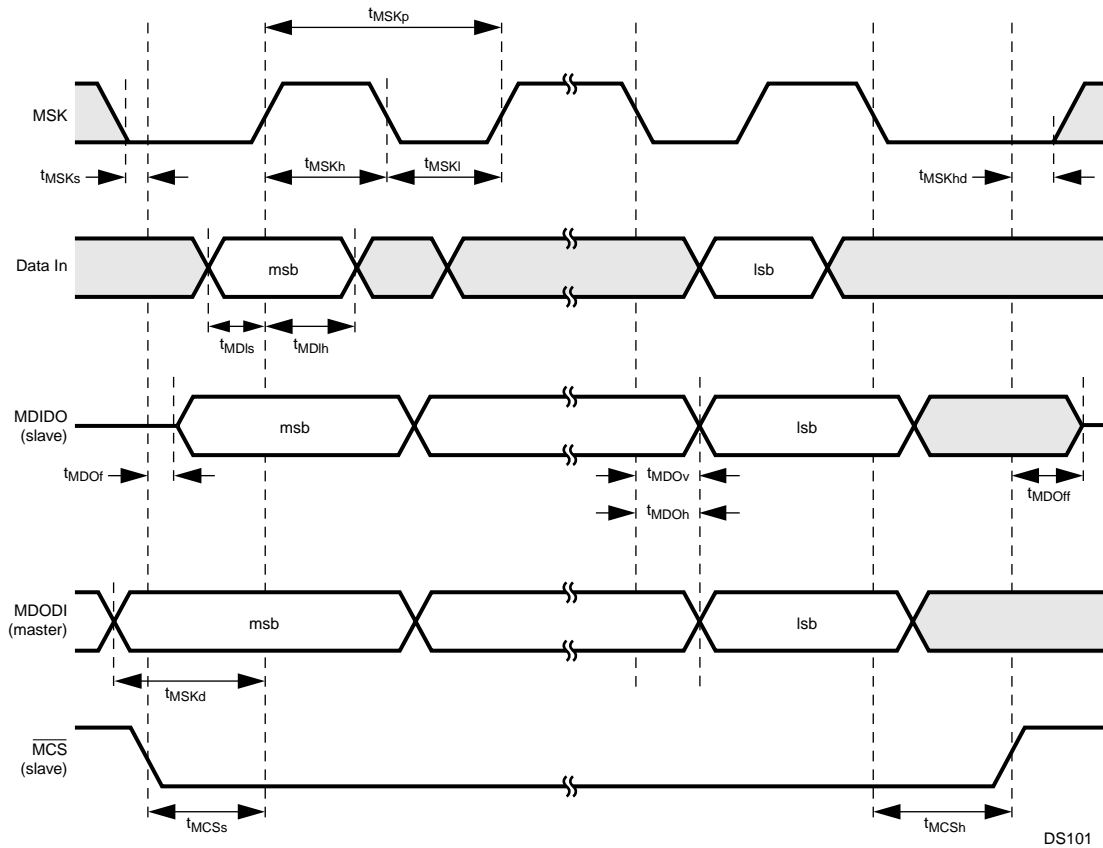 tMSKp
MSK
tMSKs
tMSKh
tMSKl
tMSKhd
Data In
msb
lsb
tMDIs
tMDIh
MDIDO
(slave)
msb
lsb
tMDOf
tMDOv
tMDOff
tMDOh
MDODI
(master)
msb
lsb
tMSKd
MCS
(slave)
tMCSs
tMCSh
DS101